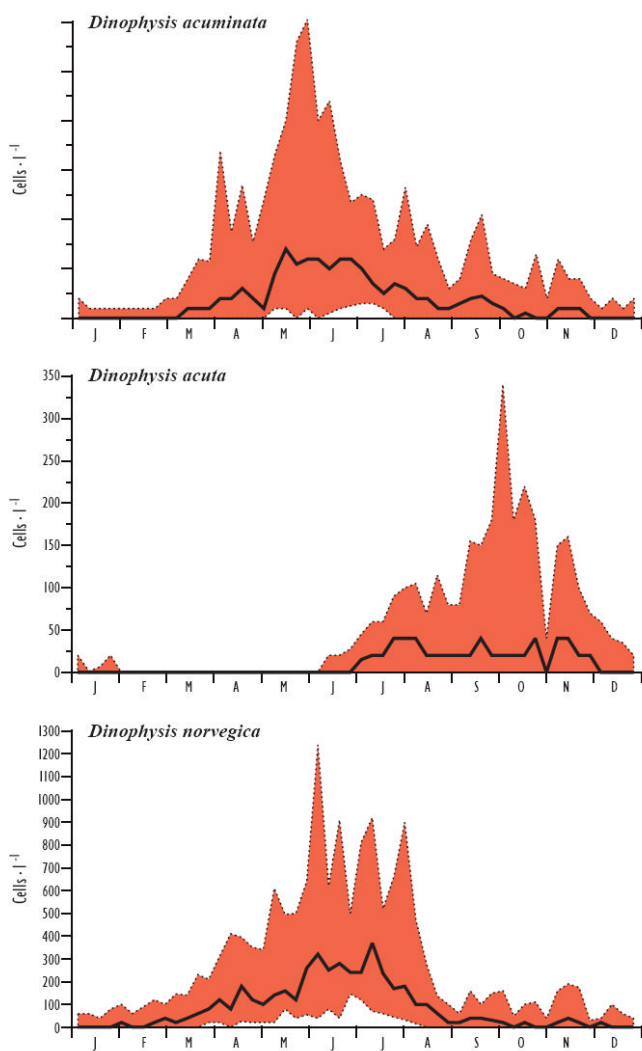 Dinophysis acuminata
Cells · l⁻¹
J F M A M J J A S O N D
Dinophysis acuta
350
300
250
200
150
100
50
0
Cells · l⁻¹
J F M A M J J A S O N D
Dinophysis norvegica
1300
1200
1100
1000
900
800
700
600
500
400
300
200
100
0
Cells · l⁻¹
J F M A M J J A S O N D